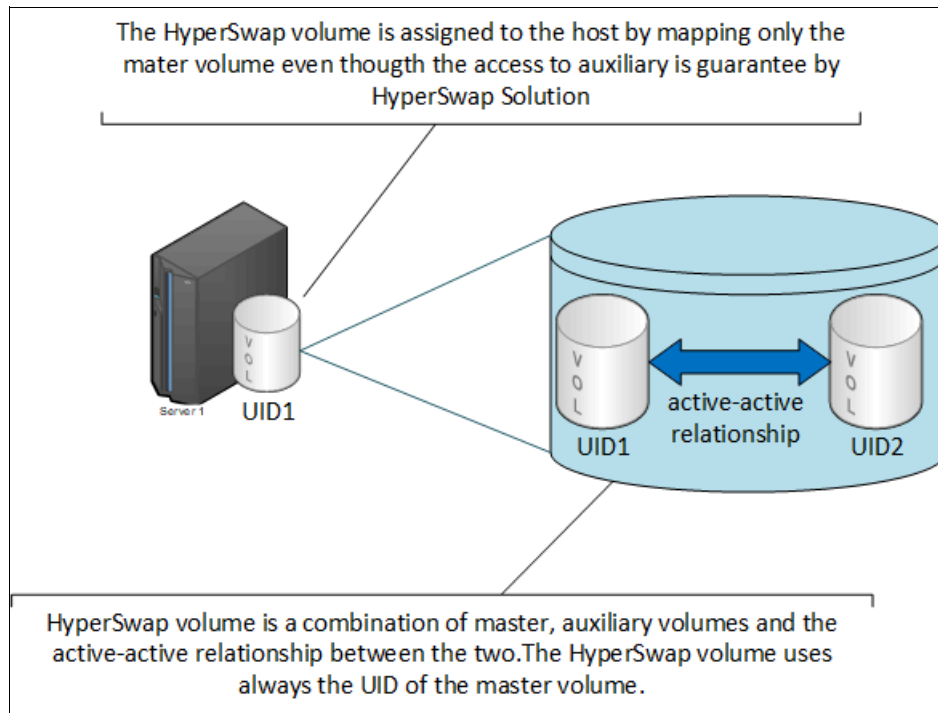 The HyperSwap volume is assigned to the host by mapping only the
mater volume even thougth the access to auxiliary is guarantee by
HyperSwap Solution
VOL
Server 1
UID1
VOL
UID1
active-active
relationship
VOL
UID2
HyperSwap volume is a combination of master, auxiliary volumes and the
active-active relationship between the two.The HyperSwap volume uses
always the UID of the master volume.